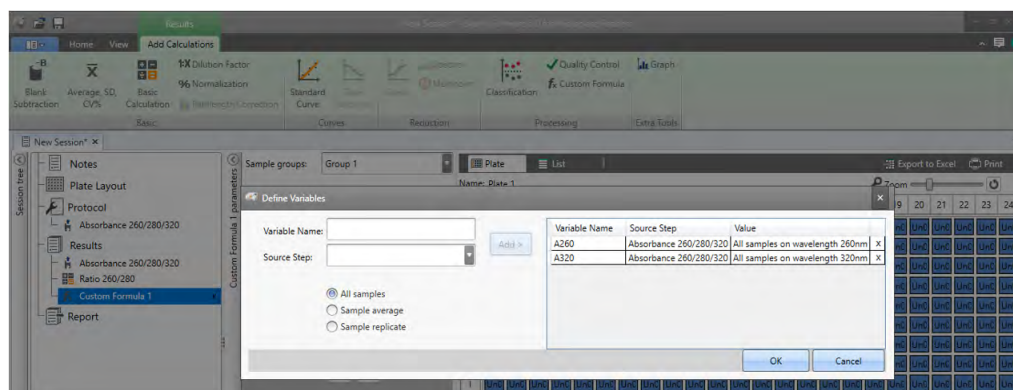 Results
Home View Add Calculations
Blank Subtraction
x̄ Average, SD, CV%
Basic Calculation
1:X Dilution Factor
% Normalization
Standard Curve
Classification
Quality Control
fx Custom Formula
Graph
Basic Curves Reduction Processing Extra Tools
New Session* X
Session tree
Notes
Plate Layout
Protocol
Absorbance 260/280/320
Results
Absorbance 260/280/320
Ratio 260/280
Custom Formula 1
Report
Custom Formula 1 parameters
Sample groups: Group 1
Plate List
Export to Excel Print
Name: Plate 1
Zoom
19 20 21 22 23 24
Define Variables x
Variable Name:
Source Step:
Add >
All samples
Sample average
Sample replicate
Variable Name Source Step Value
A260 Absorbance 260/280/320 All samples on wavelength 260nm X
A320 Absorbance 260/280/320 All samples on wavelength 320nm X
OK Cancel